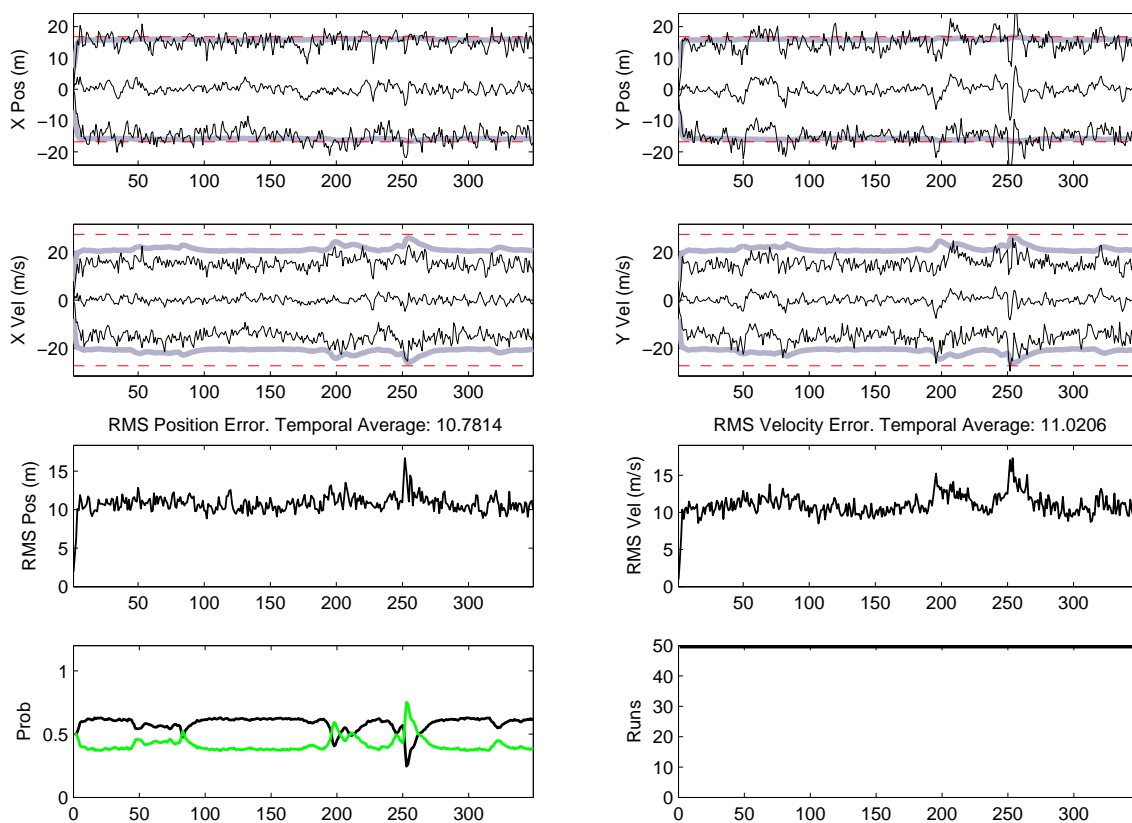 20
10
0
−10
−20
X Pos (m)
50 100 150 200 250 300
20
10
0
−10
−20
Y Pos (m)
50 100 150 200 250 300
20
0
−20
X Vel (m/s)
50 100 150 200 250 300
20
0
−20
Y Vel (m/s)
50 100 150 200 250 300
RMS Position Error. Temporal Average: 10.7814
15
10
5
0
RMS Pos (m)
50 100 150 200 250 300
RMS Velocity Error. Temporal Average: 11.0206
15
10
5
0
RMS Vel (m/s)
50 100 150 200 250 300
1
0.5
0
Prob
50 100 150 200 250 300
50
40
30
20
10
0
Runs
0 50 100 150 200 250 300